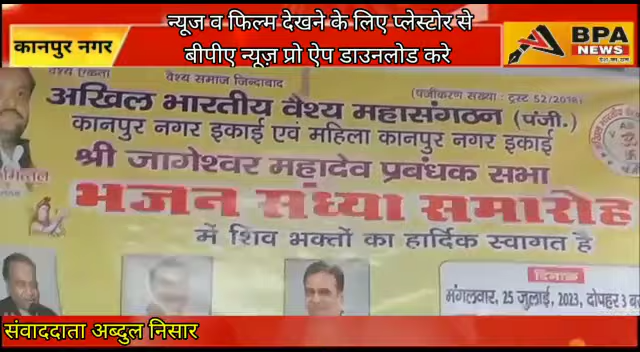 न्यूज व फिल्म देखने के लिए प्लेस्टोर से
बीपीए न्यूज़ प्रो ऐप डाउनलोड करे
कानपुर नगर
BPA
NEWS
वैश्य एकता
वैश्य समाज जिन्दाबाद
(पंजीकरण संख्या : ट्रस्ट 52/2018)
अखिल भारतीय वैश्य महासंगठन (पंजी.)
कानपुर नगर इकाई एवं महिला कानपुर नगर इकाई
श्री जागेश्वर महादेव प्रबंधक सभा
भजन संध्या समारोह
में शिव भक्तों का हार्दिक स्वागत है
दिनांक
मंगलवार, 25 जुलाई, 2023, दोपहर 3
संवाददाता अब्दुल निसार